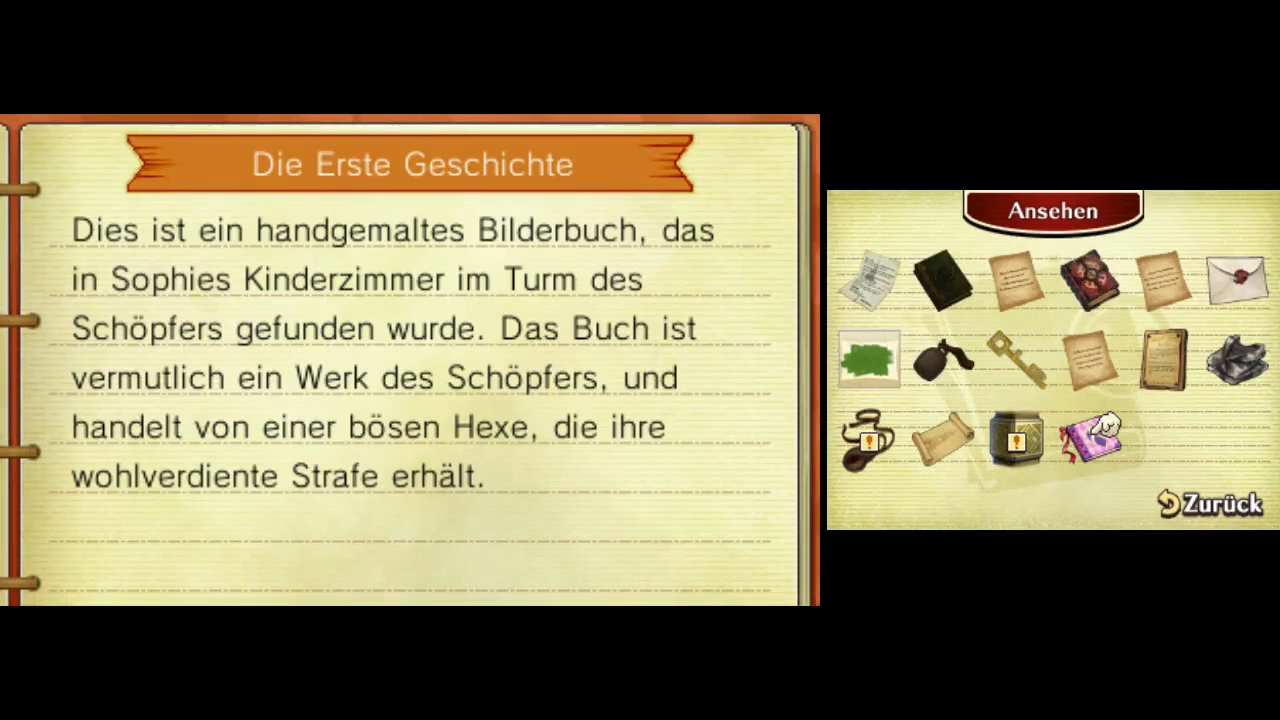 Die Erste Geschichte
Dies ist ein handgemaltes Bilderbuch, das
in Sophies Kinderzimmer im Turm des
Schöpfers gefunden wurde. Das Buch ist
vermutlich ein Werk des Schöpfers, und
handelt von einer bösen Hexe, die ihre
wohlverdiente Strafe erhält.
Ansehen
Zurück